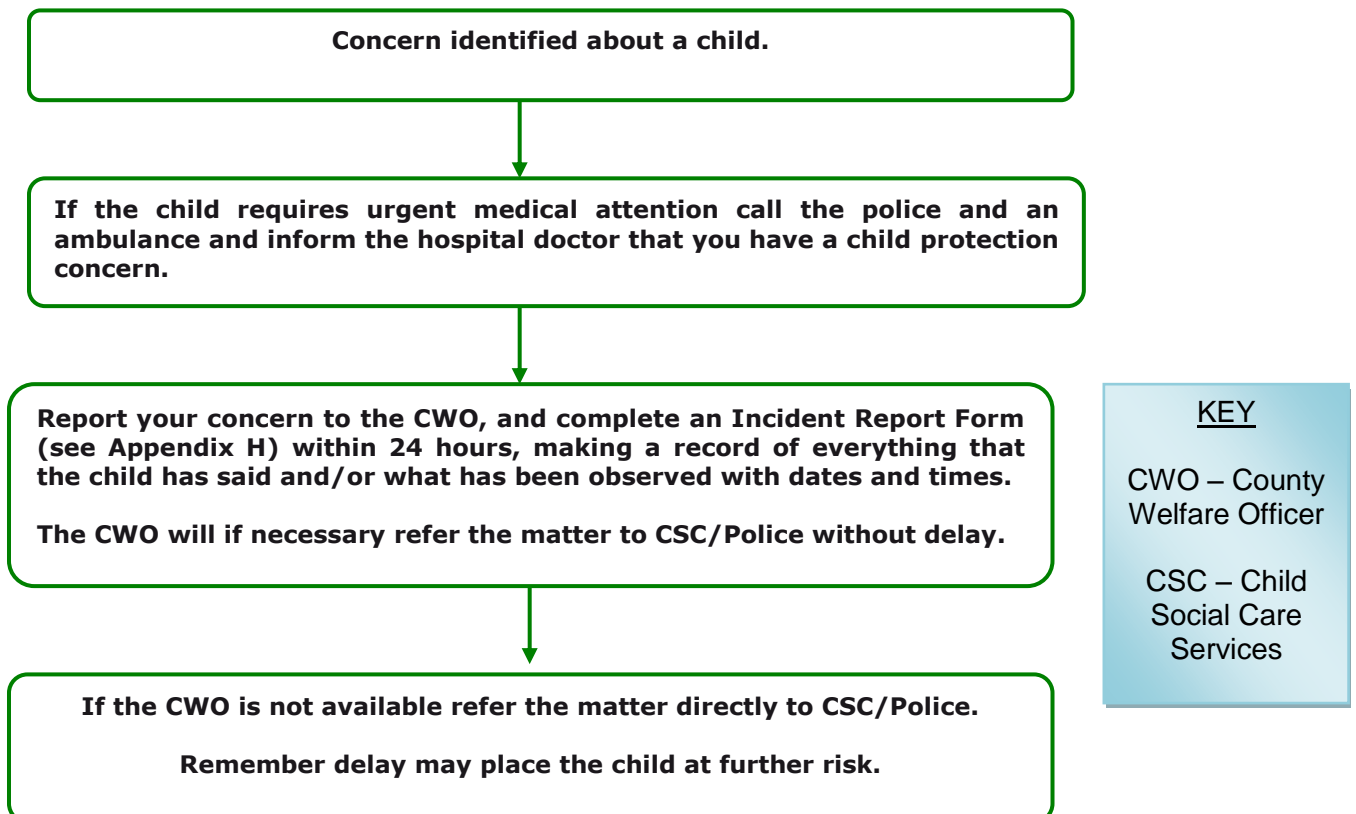 Concern identified about a child.
If the child requires urgent medical attention call the police and an
ambulance and inform the hospital doctor that you have a child protection
concern.
Report your concern to the CWO, and complete an Incident Report Form
(see Appendix H) within 24 hours, making a record of everything that
the child has said and/or what has been observed with dates and times.
The CWO will if necessary refer the matter to CSC/Police without delay.
If the CWO is not available refer the matter directly to CSC/Police.
Remember delay may place the child at further risk.
KEY
CWO – County
Welfare Officer
CSC – Child
Social Care
Services